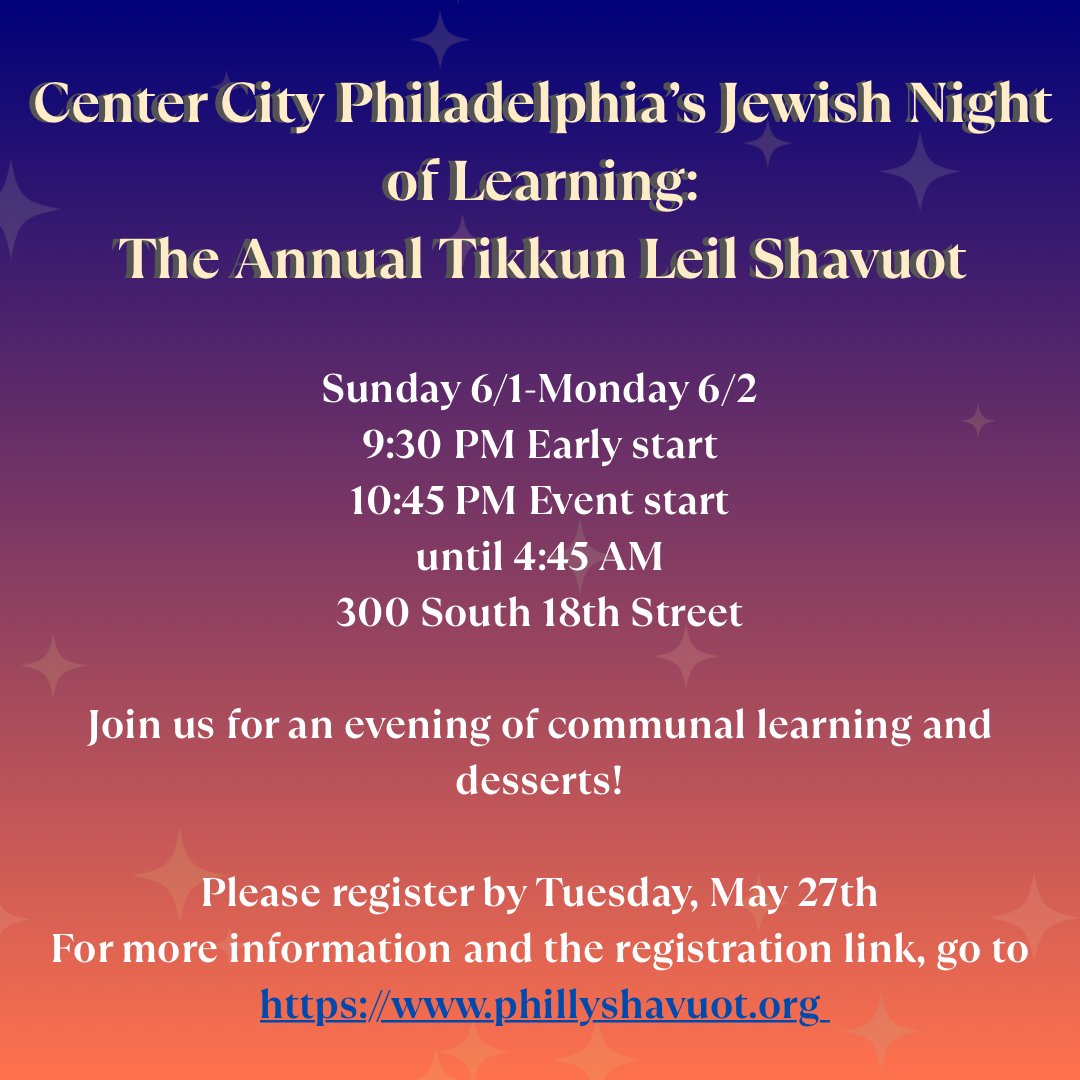 Center City Philadelphia’s Jewish Night
of Learning:
The Annual Tikkun Leil Shavuot
Sunday 6/1-Monday 6/2
9:30 PM Early start
10:45 PM Event start
until 4:45 AM
300 South 18th Street
Join us for an evening of communal learning and
desserts!
Please register by Tuesday, May 27th
For more information and the registration link, go to
https://www.phillyshavuot.org